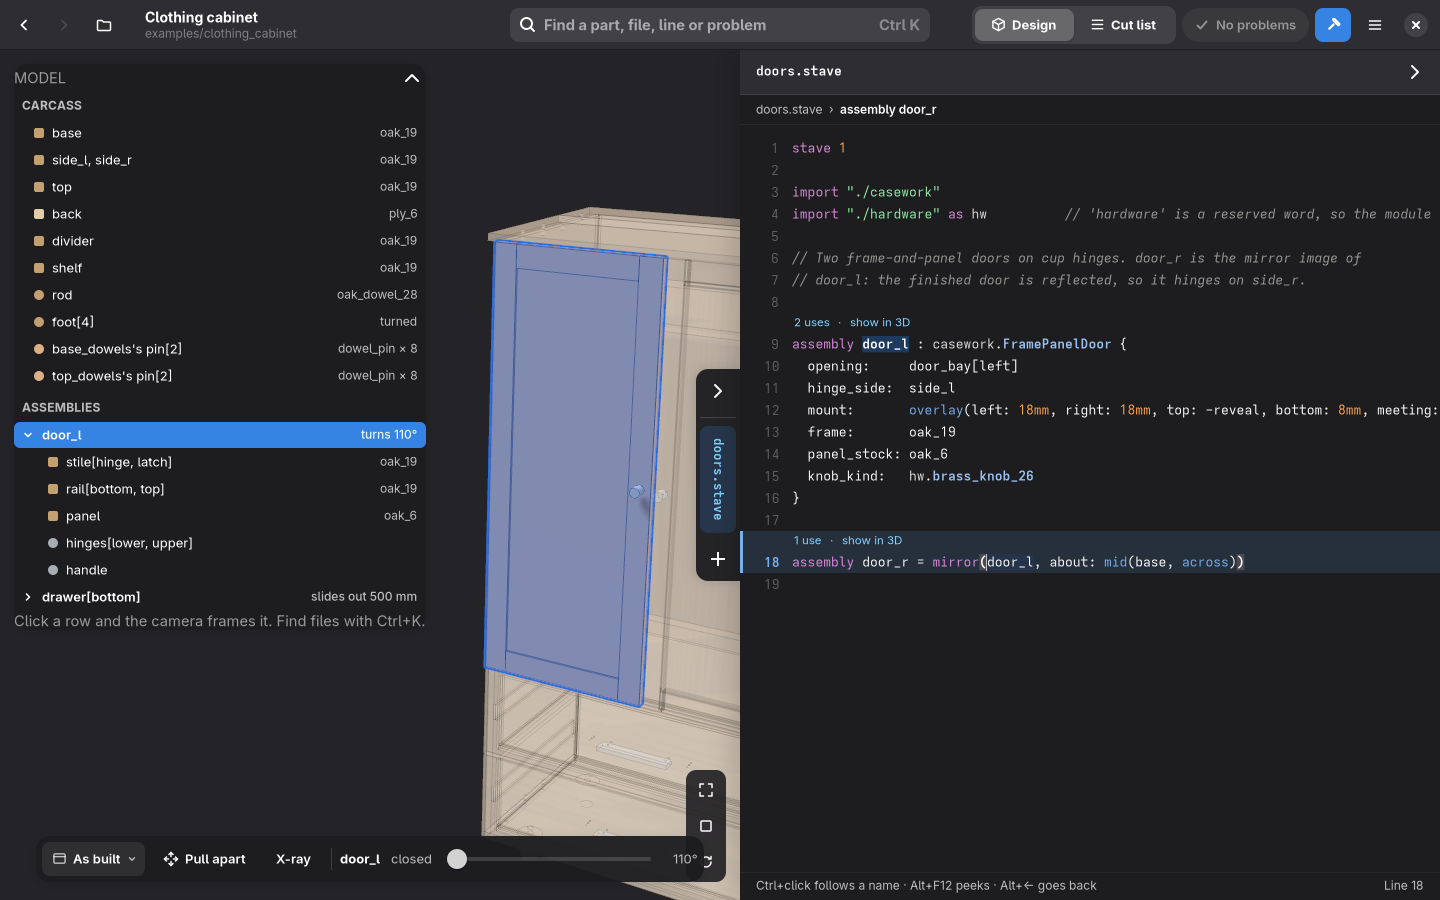 Clothing cabinet
examples/clothing_cabinet
Find a part, file, line or problem
Ctrl K
Design
Cut list
No problems
MODEL
CARCASS
base oak_19
side_l, side_r oak_19
top oak_19
back ply_6
divider oak_19
shelf oak_19
rod oak_dowel_28
foot[4] turned
base_dowels's pin[2] dowel_pin × 8
top_dowels's pin[2] dowel_pin × 8
ASSEMBLIES
door_l turns 110°
stile[hinge, latch] oak_19
rail[bottom, top] oak_19
panel oak_6
hinges[lower, upper]
handle
drawer[bottom] slides out 500 mm
Click a row and the camera frames it. Find files with Ctrl+K.
As built
Pull apart
X-ray
door_l closed
110°
doors.stave
doors.stave
doors.stave › assembly door_r
1 stave 1
2
3 import "./casework"
4 import "./hardware" as hw // 'hardware' is a reserved word, so the module
5
6 // Two frame-and-panel doors on cup hinges. door_r is the mirror image of
7 // door_l: the finished door is reflected, so it hinges on side_r.
8
2 uses · show in 3D
9 assembly door_l : casework.FramePanelDoor {
10 opening: door_bay[left]
11 hinge_side: side_l
12 mount: overlay(left: 18mm, right: 18mm, top: -reveal, bottom: 8mm, meeting:
13 frame: oak_19
14 panel_stock: oak_6
15 knob_kind: hw.brass_knob_26
16 }
17
1 use · show in 3D
18 assembly door_r = mirror(door_l, about: mid(base, across))
19
Ctrl+click follows a name · Alt+F12 peeks · Alt+← goes back
Line 18